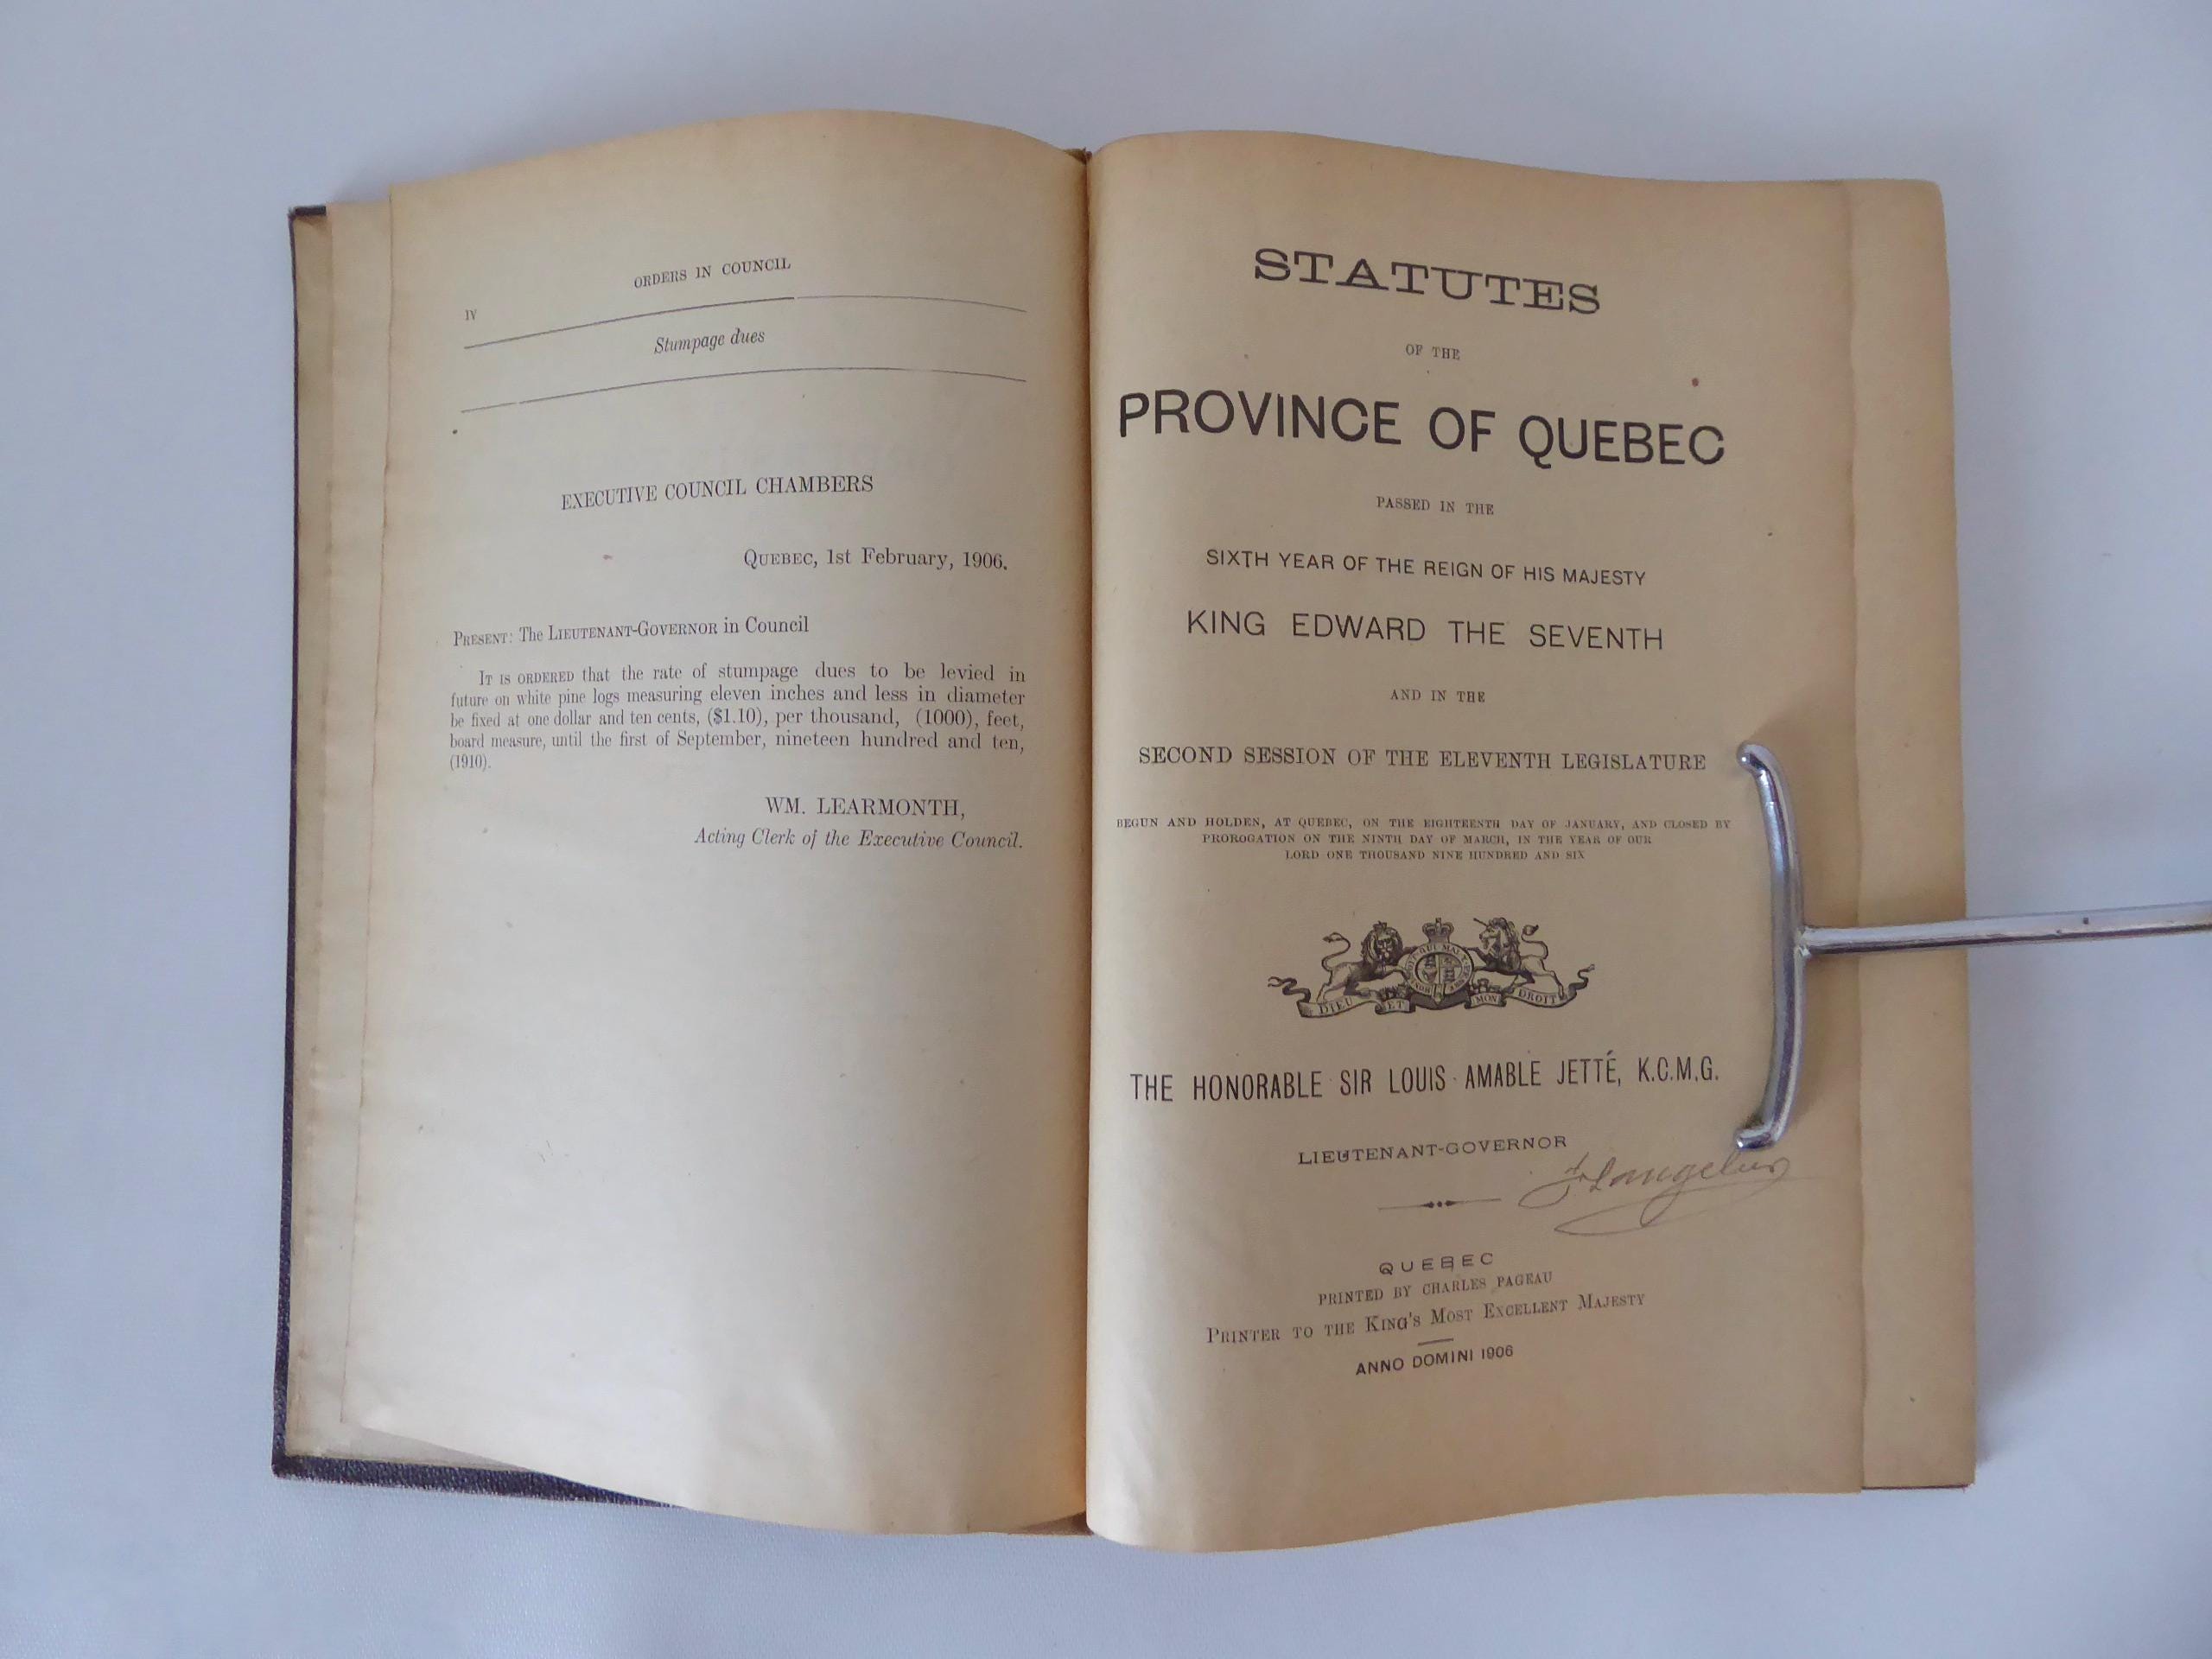 ORDERS IN COUNCIL
IV
Stumpage dues
EXECUTIVE COUNCIL CHAMBERS
QUEBEC, 1st February, 1906.
PRESENT: The LIEUTENANT-GOVERNOR in Council
IT IS ORDERED that the rate of stumpage dues to be levied in
future on white pine logs measuring eleven inches and less in diameter
be fixed at one dollar and ten cents, ($1.10), per thousand, (1000), feet,
board measure, until the first of September, nineteen hundred and ten,
(1910).
WM. LEARMONTH,
Acting Clerk of the Executive Council.
STATUTES
OF THE
PROVINCE OF QUEBEC
PASSED IN THE
SIXTH YEAR OF THE REIGN OF HIS MAJESTY
KING EDWARD THE SEVENTH
AND IN THE
SECOND SESSION OF THE ELEVENTH LEGISLATURE
BEGUN AND HOLDEN, AT QUEBEC, ON THE EIGHTEENTH DAY OF JANUARY, AND CLOSED BY
PROROGATION ON THE NINTH DAY OF MARCH, IN THE YEAR OF OUR
LORD ONE THOUSAND NINE HUNDRED AND SIX
DIEU ET MON DROIT
THE HONORABLE SIR LOUIS AMABLE JETTÉ, K.C.M.G.
LIEUTENANT-GOVERNOR
QUEBEC
PRINTED BY CHARLES PAGEAU
PRINTER TO THE KING'S MOST EXCELLENT MAJESTY
ANNO DOMINI 1906